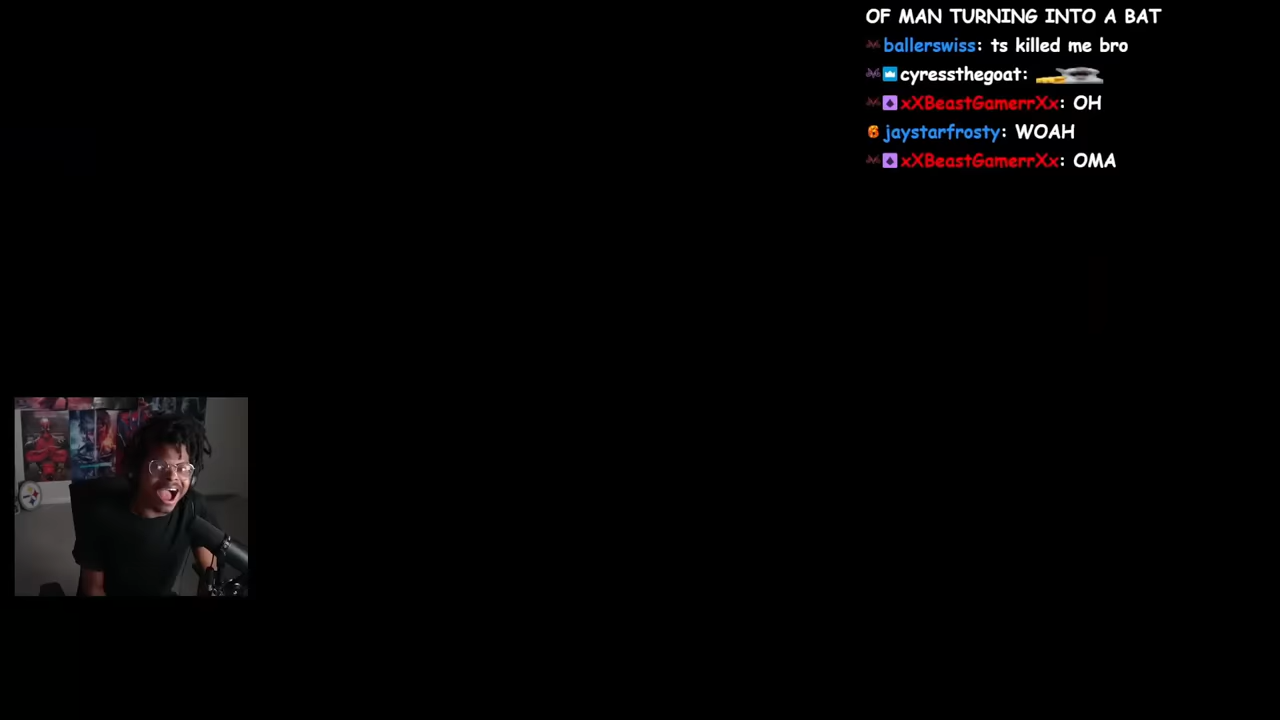 OF MAN TURNING INTO A BAT
ballerswiss: ts killed me bro
cyressthegoat:
xXBeastGamerrXx: OH
jaystarfrosty: WOAH
xXBeastGamerrXx: OMA